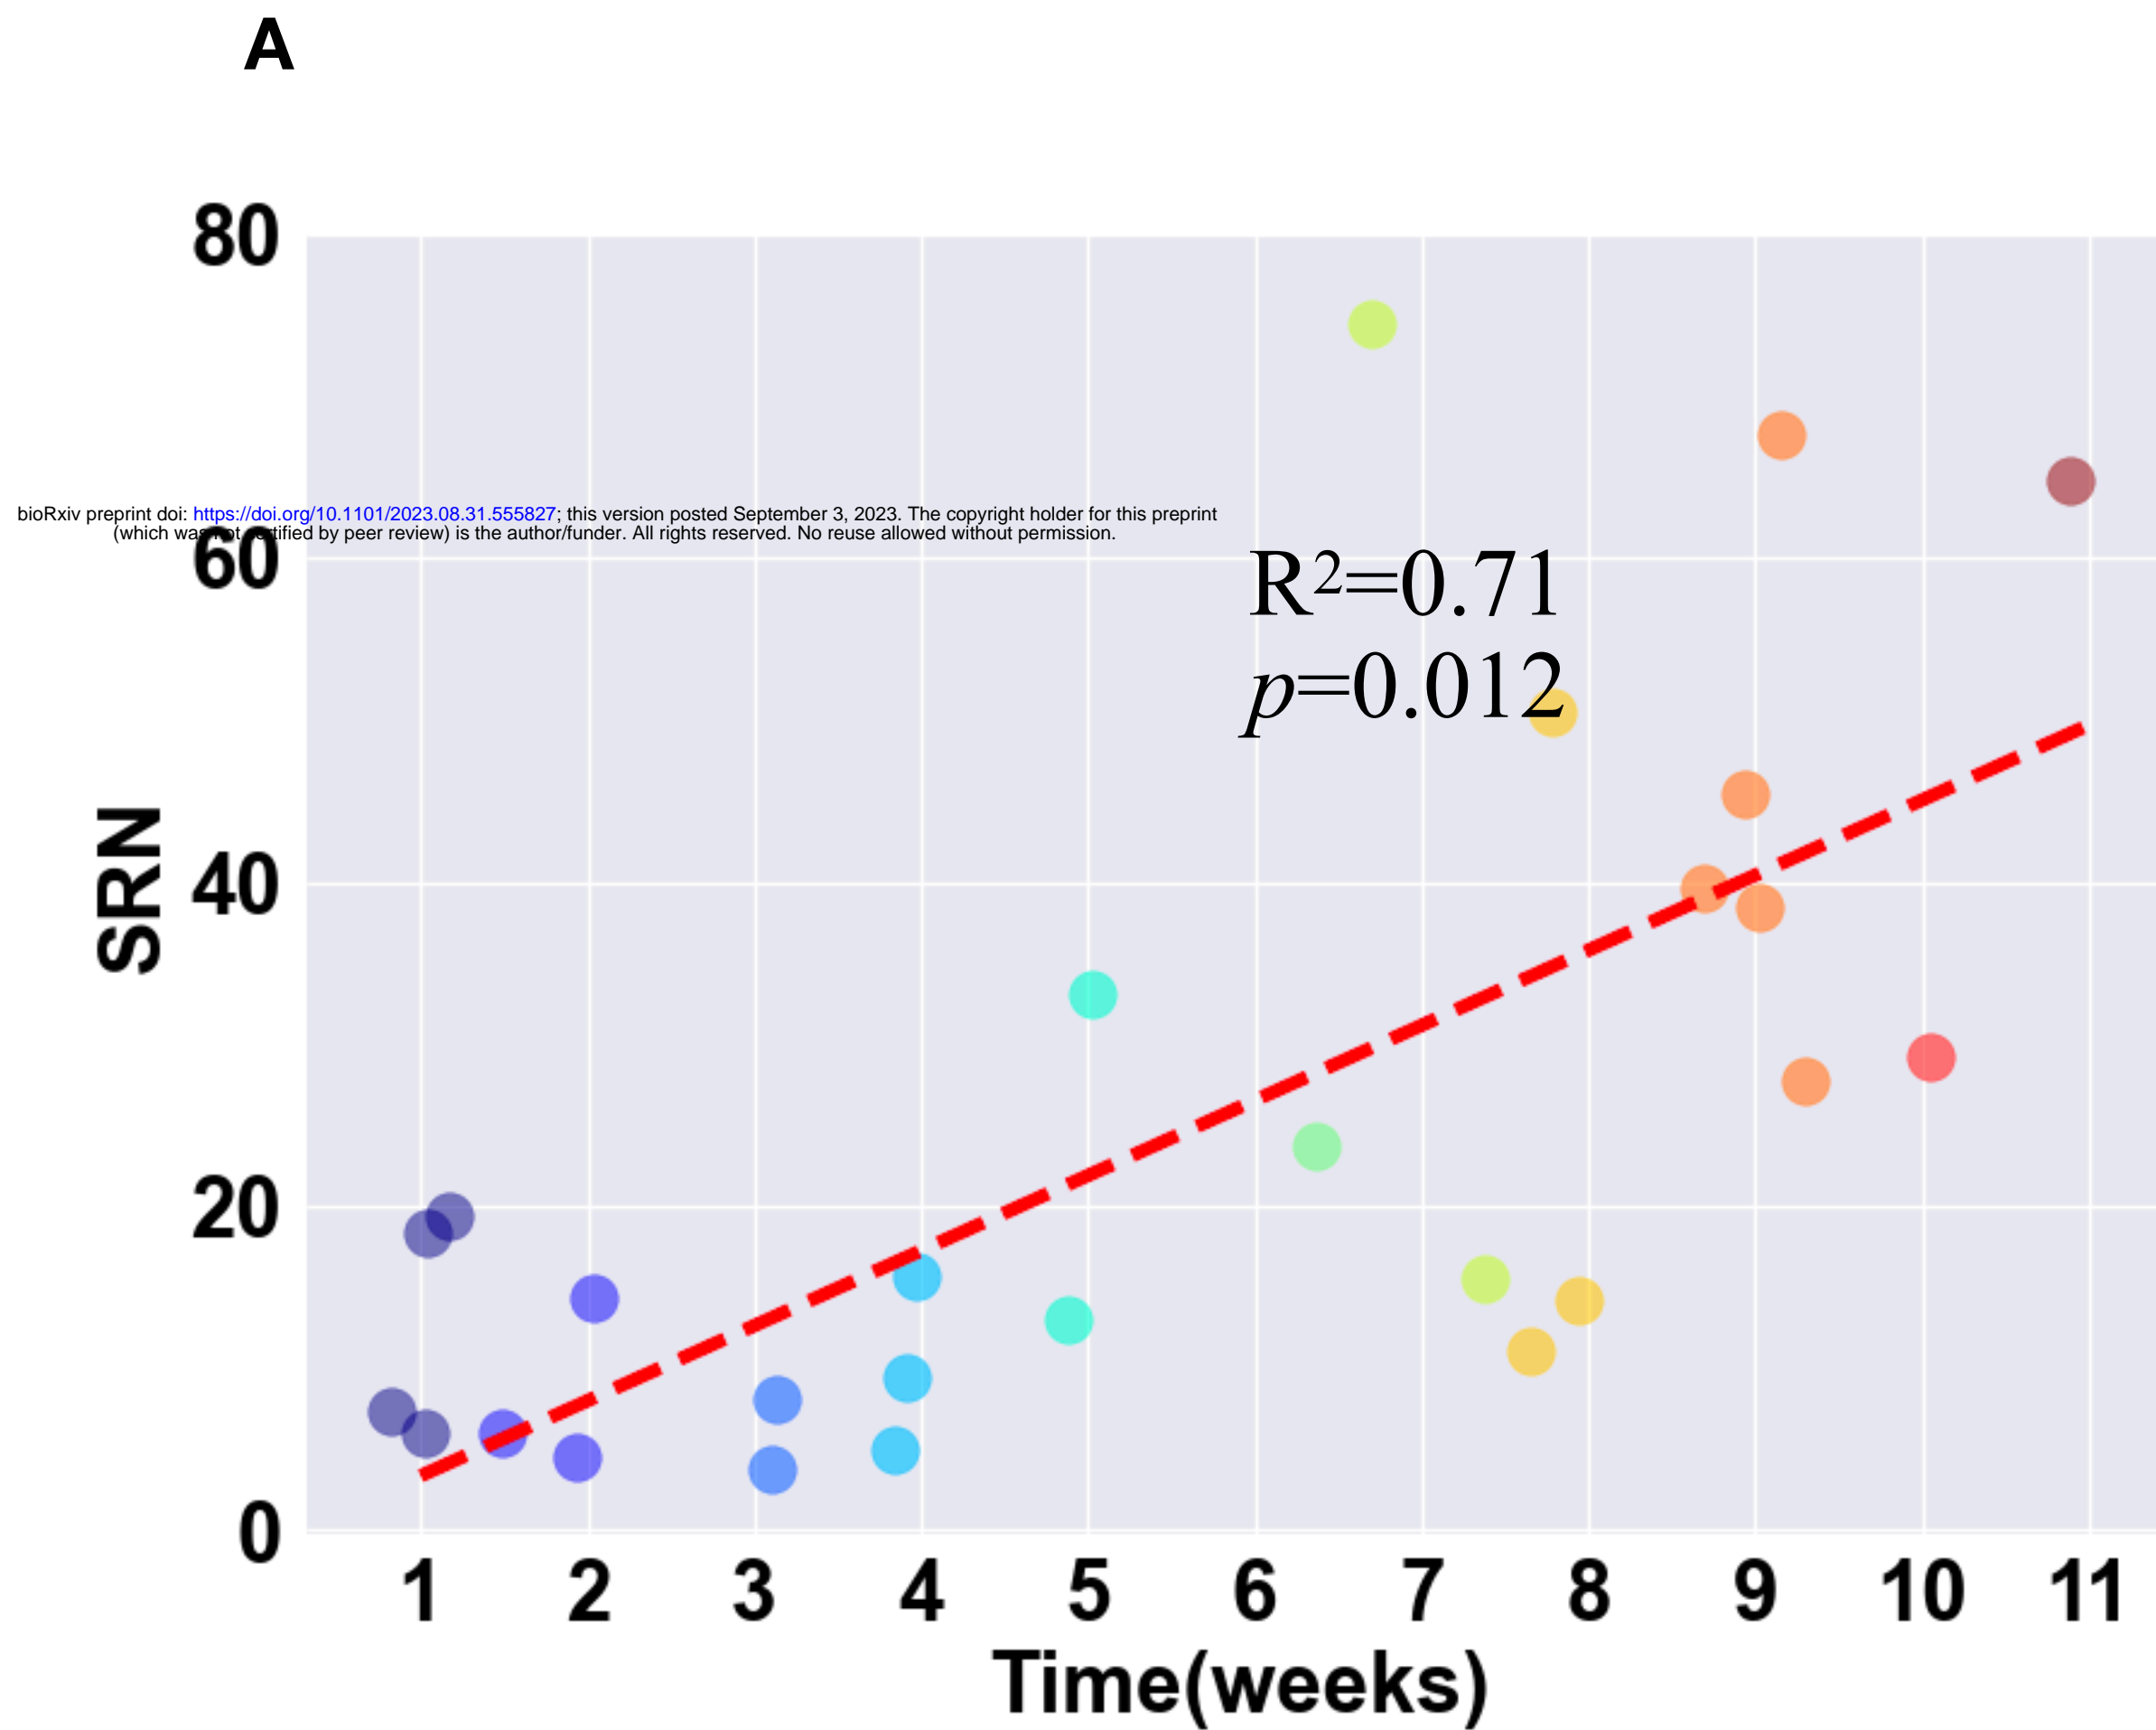 A
80
bioRxiv preprint doi: https://doi.org/10.1101/2023.08.31.555827; this version posted September 3, 2023. The copyright holder for this preprint
(which was not certified by peer review) is the author/funder. All rights reserved. No reuse allowed without permission.
60
R²=0.71
p=0.012
SRN
40
20
0
1 2 3 4 5 6 7 8 9 10 11
Time(weeks)